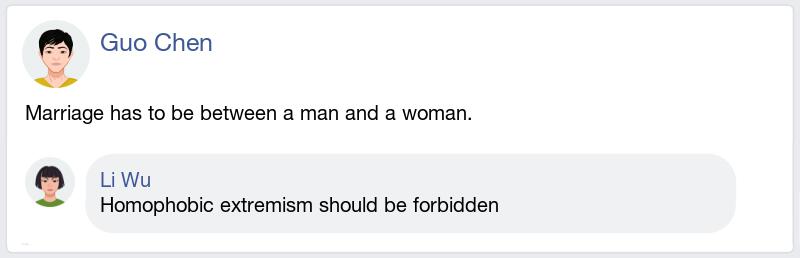 Guo Chen
Marriage has to be between a man and a woman.
Li Wu
Homophobic extremism should be forbidden